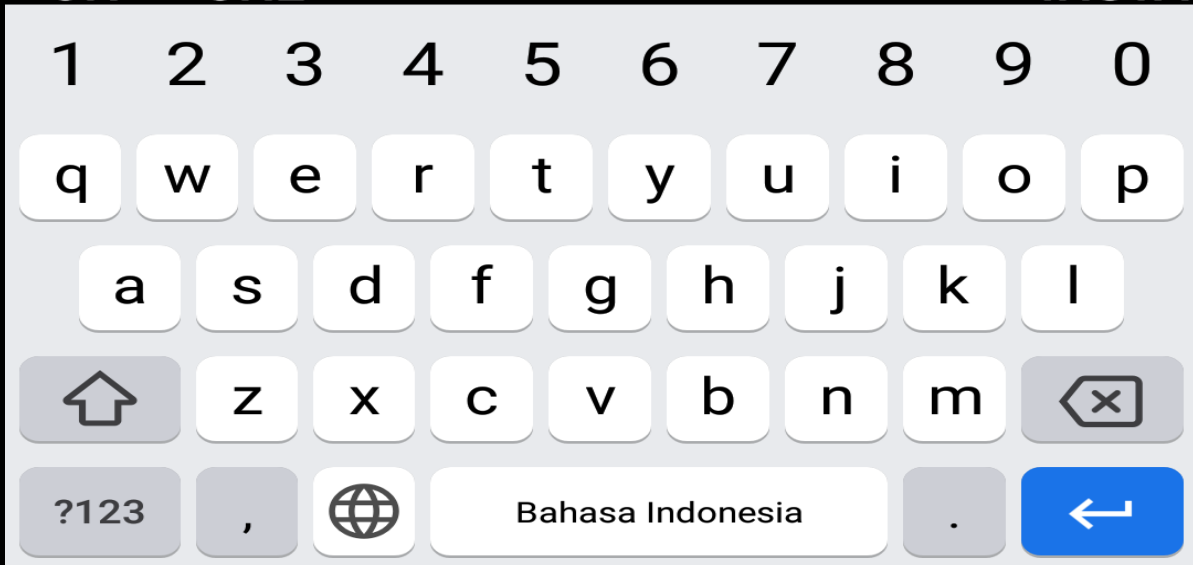 1 2 3 4 5 6 7 8 9 0
q w e r t y u i o p
a s d f g h j k l
z x c v b n m
?123 , Bahasa Indonesia .